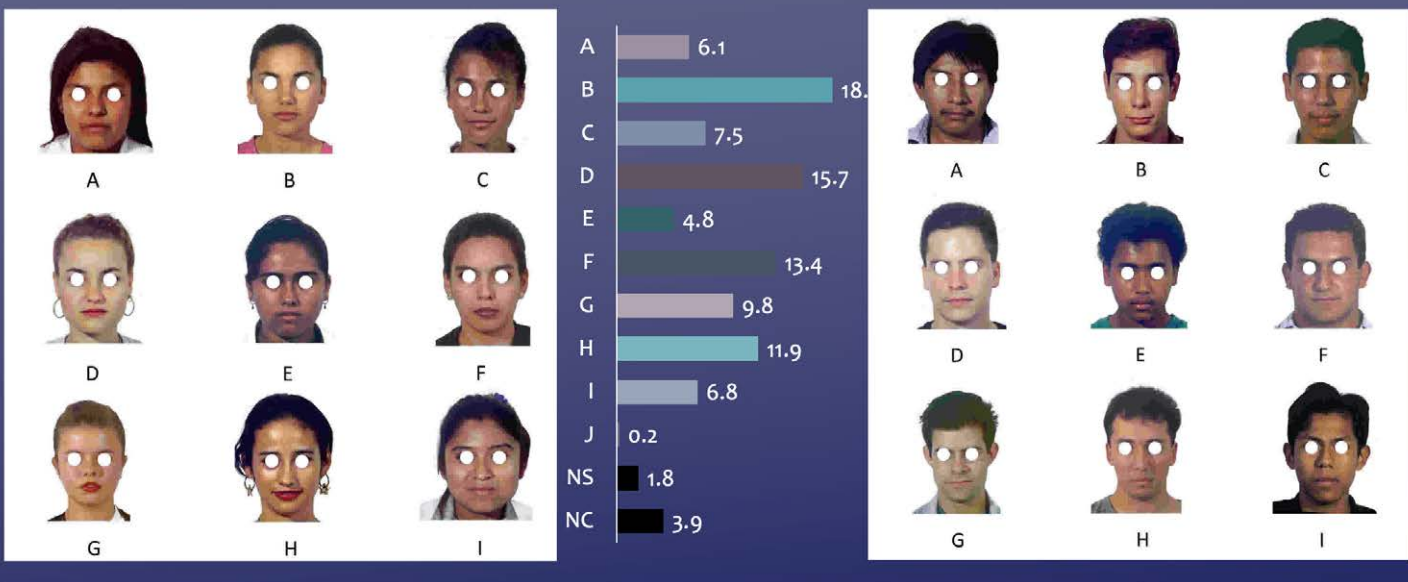 A B C
D E F
G H I
A 6.1
B 18.
C 7.5
D 15.7
E 4.8
F 13.4
G 9.8
H 11.9
I 6.8
J 0.2
NS 1.8
NC 3.9
A B C
D E F
G H I